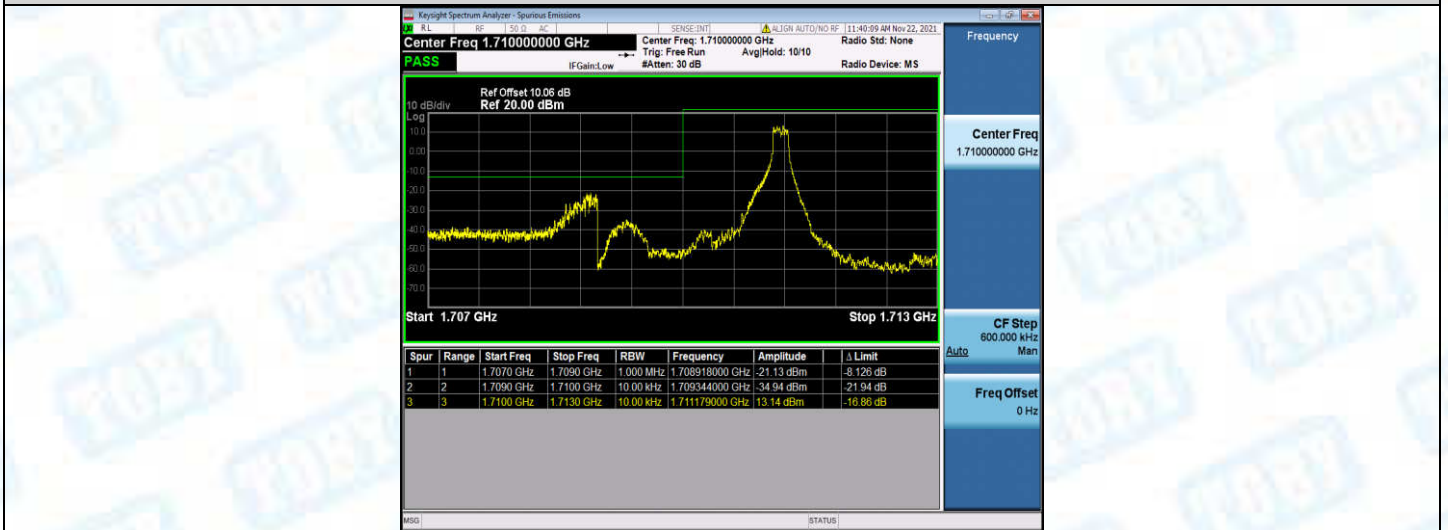 Keysight Spectrum Analyzer - Spurious Emissions
RL RF 50 Ω AC SENSE:INT ALIGN AUTO/NO RF 11:40:09 AM Nov 22, 2021
Center Freq 1.710000000 GHz
Center Freq: 1.710000000 GHz
Radio Std: None
Trig: Free Run Avg|Hold: 10/10
PASS
IFGain:Low
#Atten: 30 dB
Radio Device: MS
Frequency
Ref Offset 10.06 dB
10 dB/div Ref 20.00 dBm
Log
10.0
0.00
-10.0
-20.0
-30.0
-40.0
-50.0
-60.0
-70.0
Start 1.707 GHz
Stop 1.713 GHz
Center Freq
1.710000000 GHz
CF Step
600.000 kHz
Auto Man
Freq Offset
0 Hz
Spur Range Start Freq Stop Freq RBW Frequency Amplitude Δ Limit
1 1 1.7070 GHz 1.7090 GHz 1.000 MHz 1.708918000 GHz -21.13 dBm -8.126 dB
2 2 1.7090 GHz 1.7100 GHz 10.00 kHz 1.709344000 GHz -34.94 dBm -21.94 dB
3 3 1.7100 GHz 1.7130 GHz 10.00 kHz 1.711179000 GHz 13.14 dBm -16.86 dB
MSG
STATUS